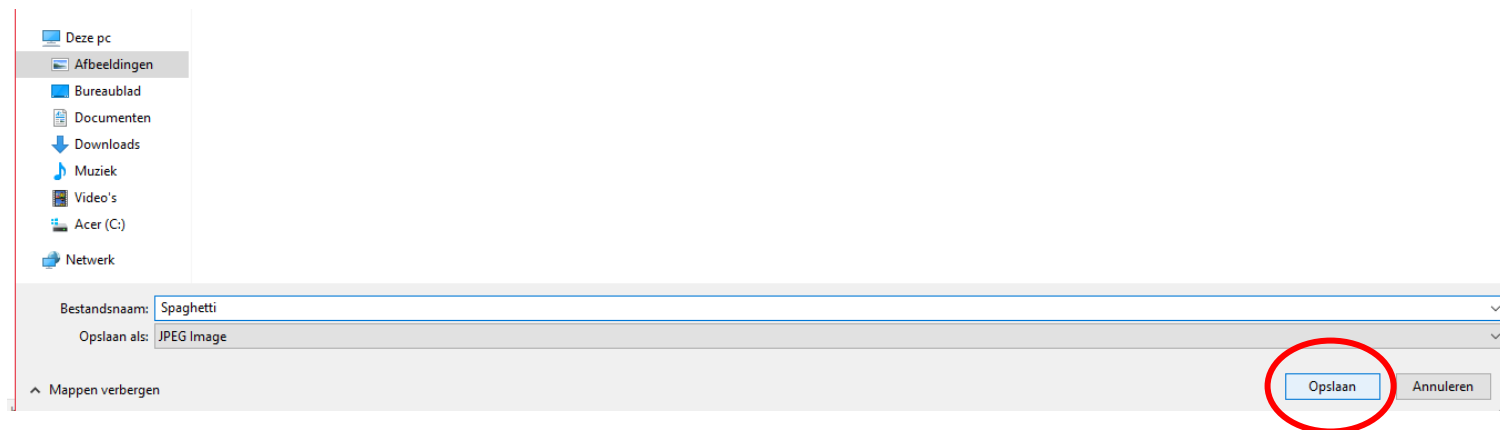 Deze pc
Afbeeldingen
Bureaublad
Documenten
Downloads
Muziek
Video's
Acer (C:)
Netwerk
Bestandsnaam: Spaghetti
Opslaan als: JPEG Image
Mappen verbergen Opslaan Annuleren